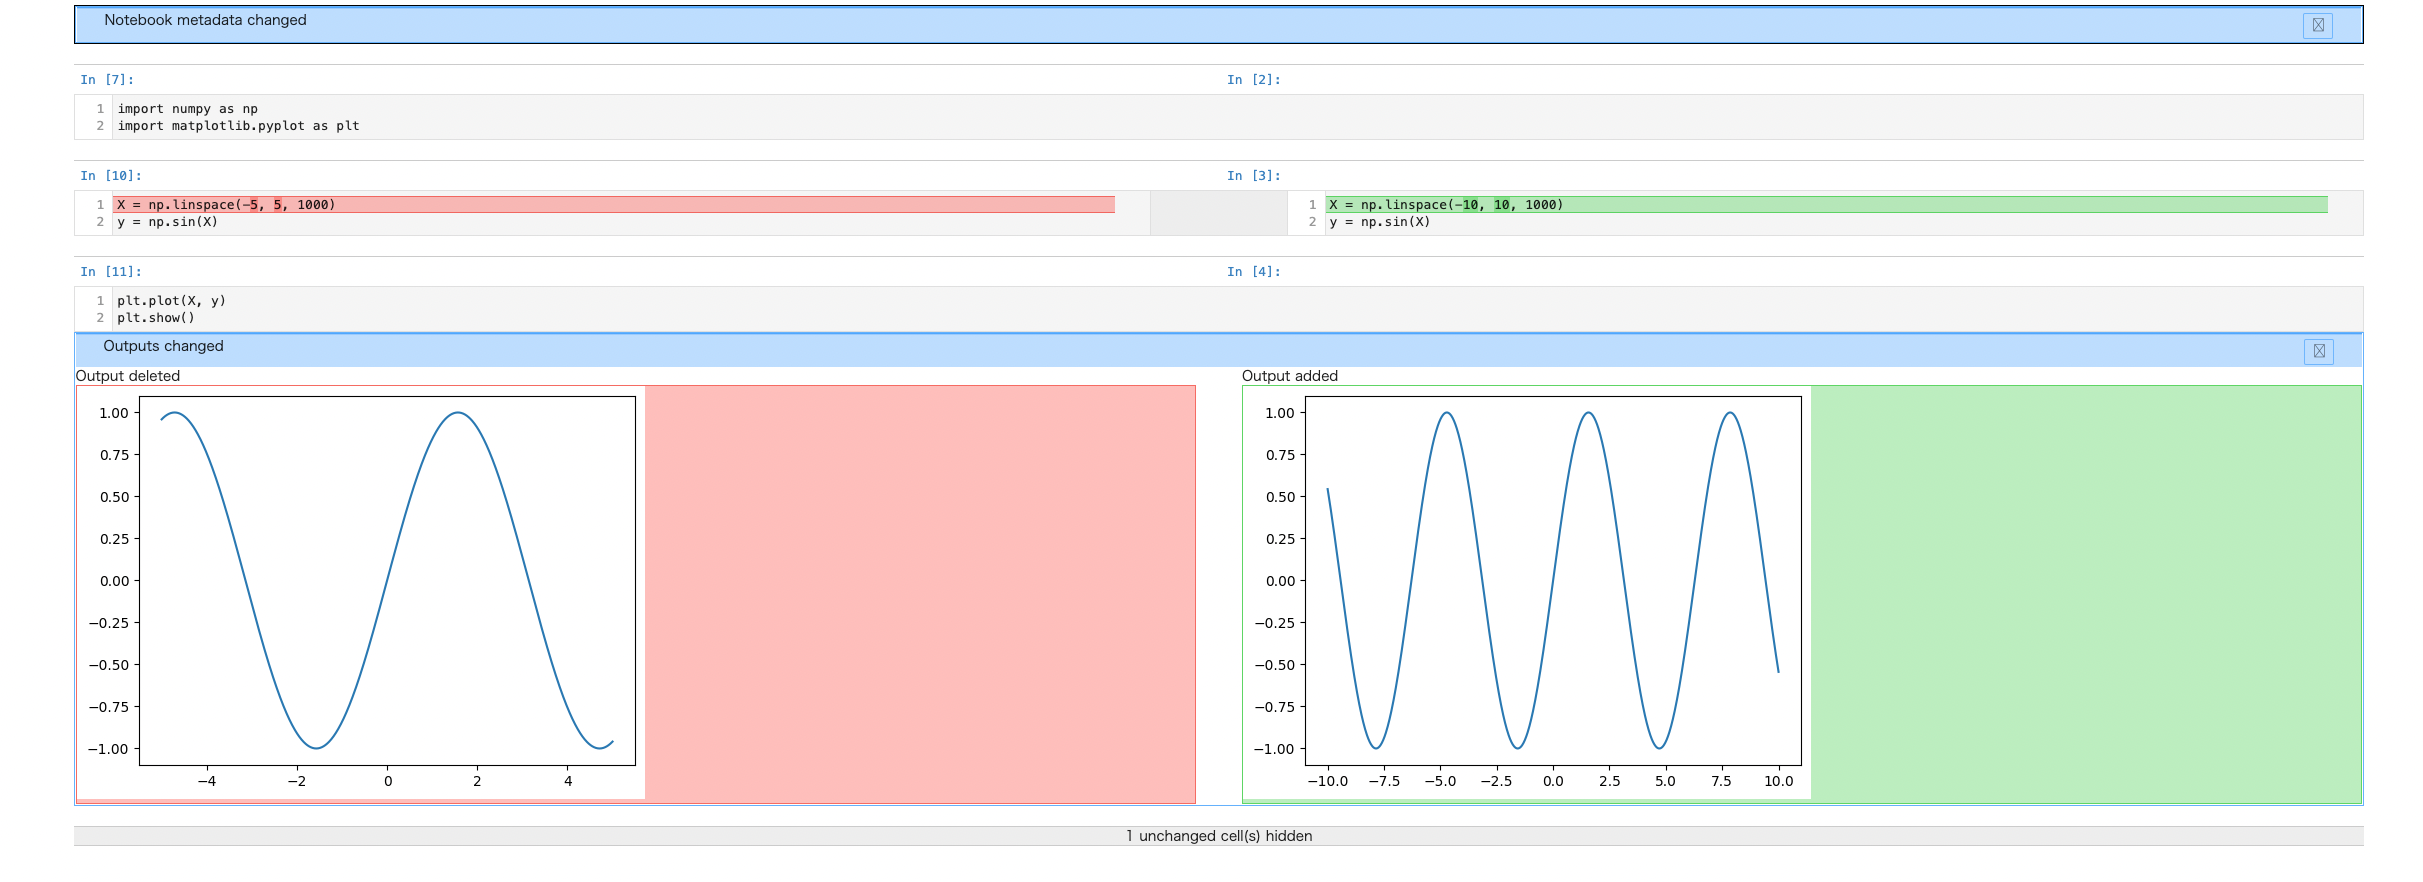 Notebook metadata changed
In [7]:
In [2]:
1 import numpy as np
2 import matplotlib.pyplot as plt
In [10]:
In [3]:
1 X = np.linspace(-5, 5, 1000)
2 y = np.sin(X)
1 X = np.linspace(-10, 10, 1000)
2 y = np.sin(X)
In [11]:
In [4]:
1 plt.plot(X, y)
2 plt.show()
Outputs changed
Output deleted
1.00
0.75
0.50
0.25
0.00
−0.25
−0.50
−0.75
−1.00
−4 −2 0 2 4
Output added
1.00
0.75
0.50
0.25
0.00
−0.25
−0.50
−0.75
−1.00
−10.0 −7.5 −5.0 −2.5 0.0 2.5 5.0 7.5 10.0
1 unchanged cell(s) hidden